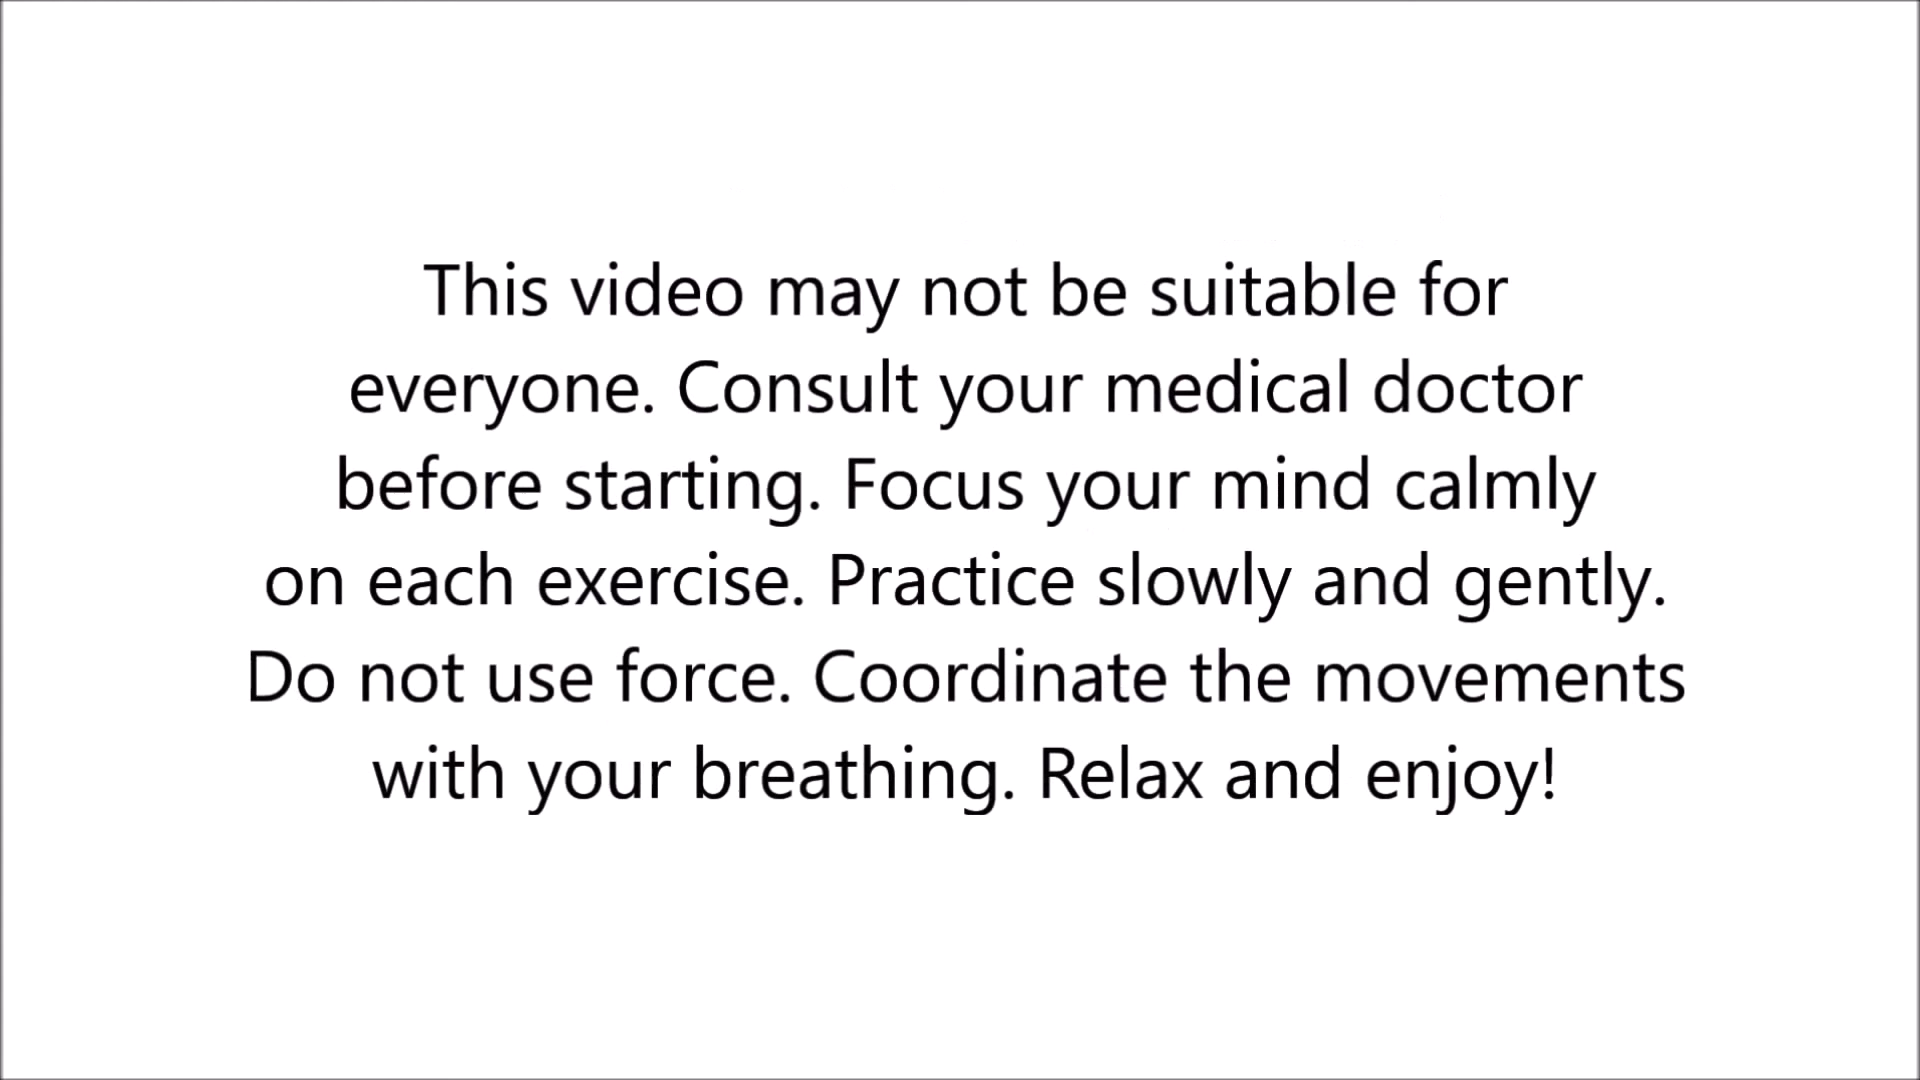 This video may not be suitable for
everyone. Consult your medical doctor
before starting. Focus your mind calmly
on each exercise. Practice slowly and gently.
Do not use force. Coordinate the movements
with your breathing. Relax and enjoy!